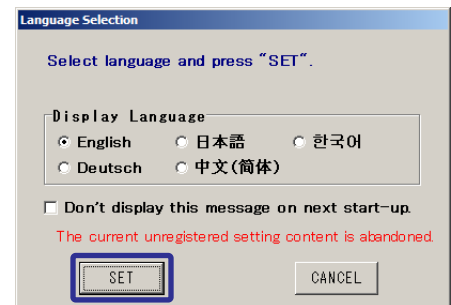 Language Selection
Select language and press "SET".
Display Language
English 日本語 한국어
Deutsch 中文(简体)
Don't display this message on next start-up.
The current unregistered setting content is abandoned.
SET CANCEL